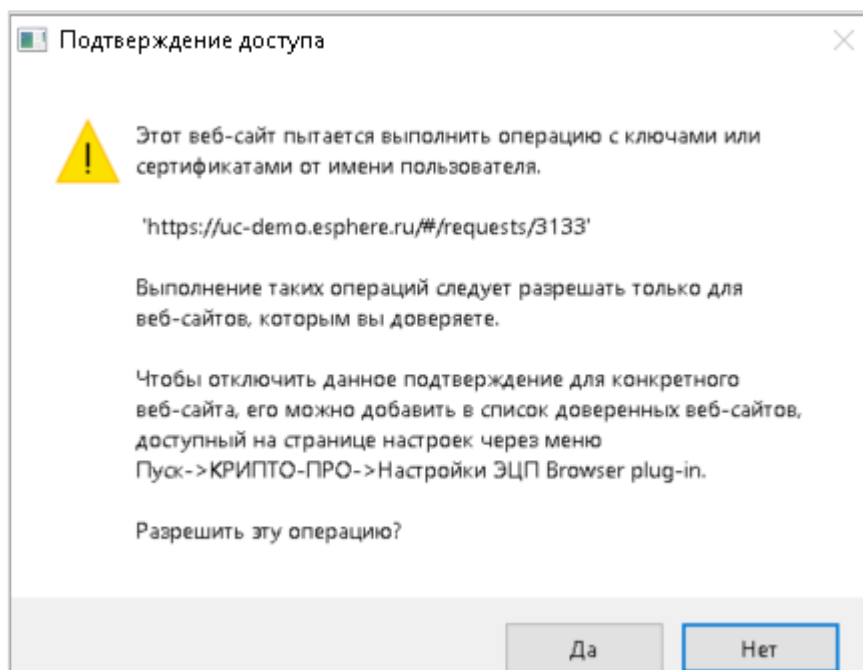 Подтверждение доступа
Этот веб-сайт пытается выполнить операцию с ключами или
сертификатами от имени пользователя.
'https://uc-demo.esphere.ru/#/requests/3133'
Выполнение таких операций следует разрешать только для
веб-сайтов, которым вы доверяете.
Чтобы отключить данное подтверждение для конкретного
веб-сайта, его можно добавить в список доверенных веб-сайтов,
доступный на странице настроек через меню
Пуск->КРИПТО-ПРО->Настройки ЭЦП Browser plug-in.
Разрешить эту операцию?
Да
Нет